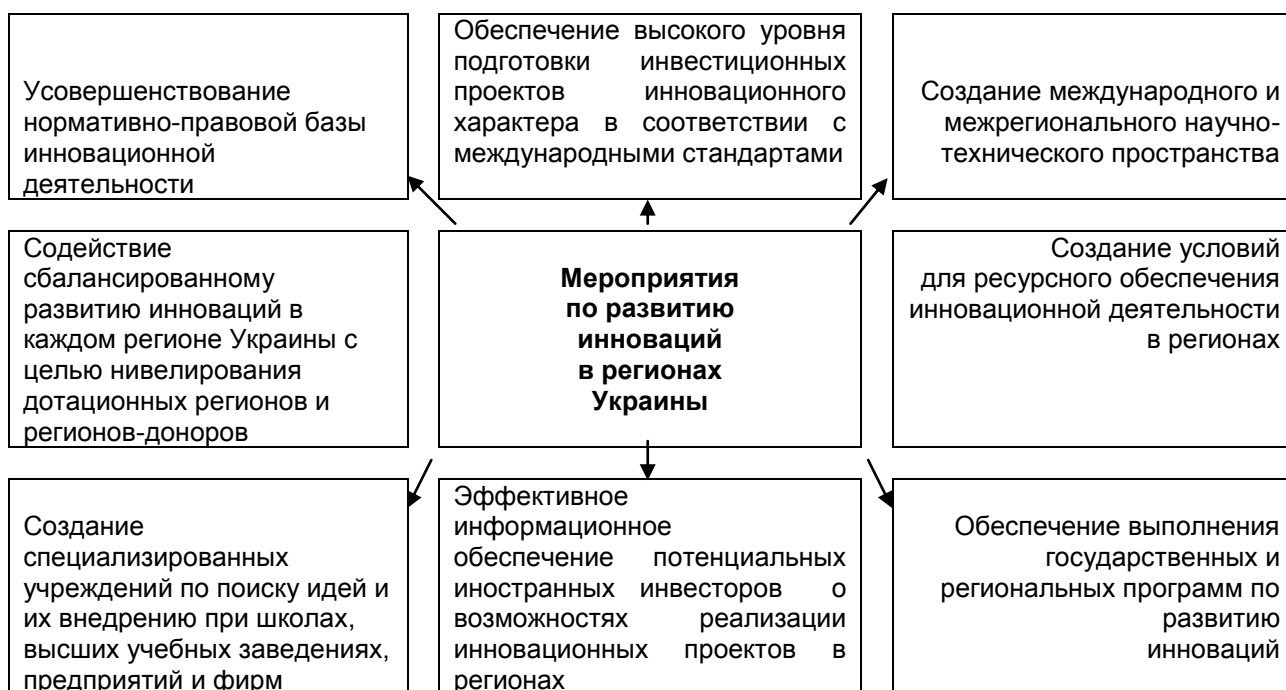 Усовершенствование
нормативно-правовой базы
инновационной
деятельности
Обеспечение высокого уровня
подготовки инвестиционных
проектов инновационного
характера в соответствии с
международными стандартами
Создание международного и
межрегионального научно-
технического пространства
Содействие
сбалансированному
развитию инноваций в
каждом регионе Украины с
целью нивелирования
дотационных регионов и
регионов-доноров
Мероприятия
по развитию
инноваций
в регионах
Украины
Создание условий
для ресурсного обеспечения
инновационной деятельности
в регионах
Создание
специализированных
учреждений по поиску идей и
их внедрению при школах,
высших учебных заведениях,
предприятий и фирм
Эффективное
информационное
обеспечение потенциальных
иностранных инвесторов о
возможностях реализации
инновационных проектов в
регионах
Обеспечение выполнения
государственных и
региональных программ по
развитию
инноваций